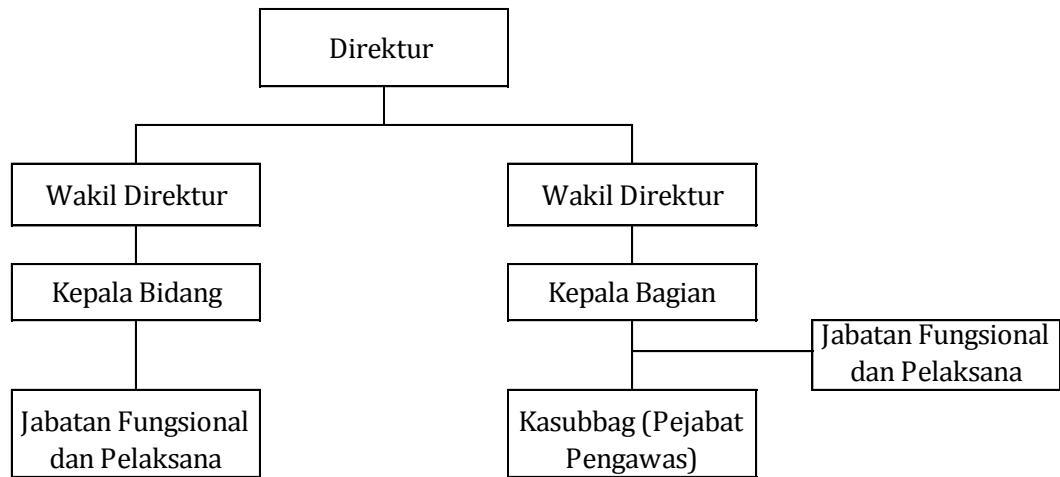 Direktur
Wakil Direktur
Wakil Direktur
Kepala Bidang
Kepala Bagian
Jabatan Fungsional
dan Pelaksana
Jabatan Fungsional
dan Pelaksana
Kasubbag (Pejabat
Pengawas)